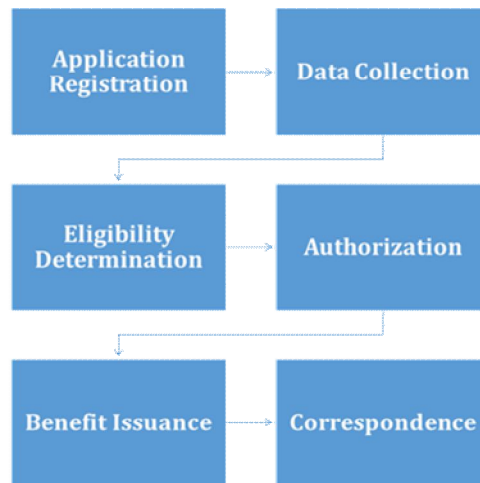 Application
Registration
Data Collection
Eligibility
Determination
Authorization
Benefit Issuance
Correspondence